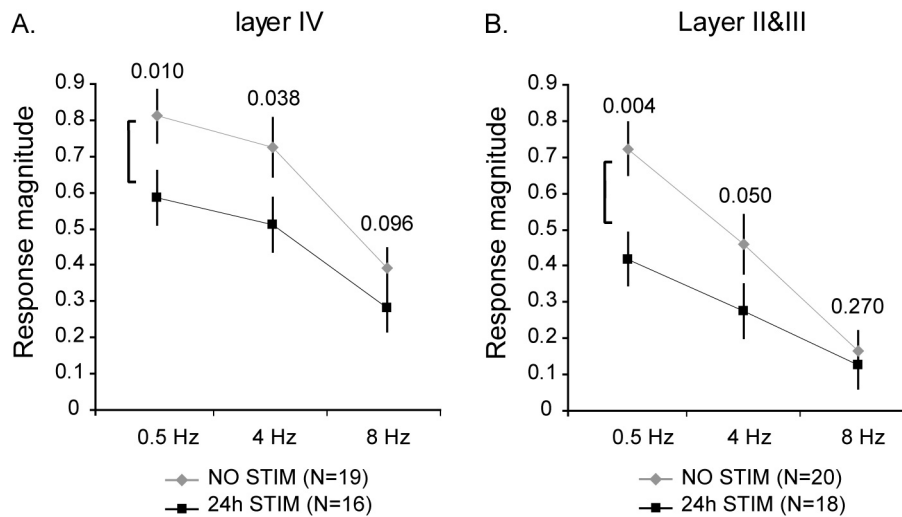 A.
layer IV
0.010
0.038
0.096
0.9
0.8
0.7
0.6
0.5
0.4
0.3
0.2
0.1
0
Response magnitude
0.5 Hz 4 Hz 8 Hz
NO STIM (N=19)
24h STIM (N=16)
B.
Layer II&III
0.004
0.050
0.270
0.9
0.8
0.7
0.6
0.5
0.4
0.3
0.2
0.1
0
Response magnitude
0.5 Hz 4 Hz 8 Hz
NO STIM (N=20)
24h STIM (N=18)